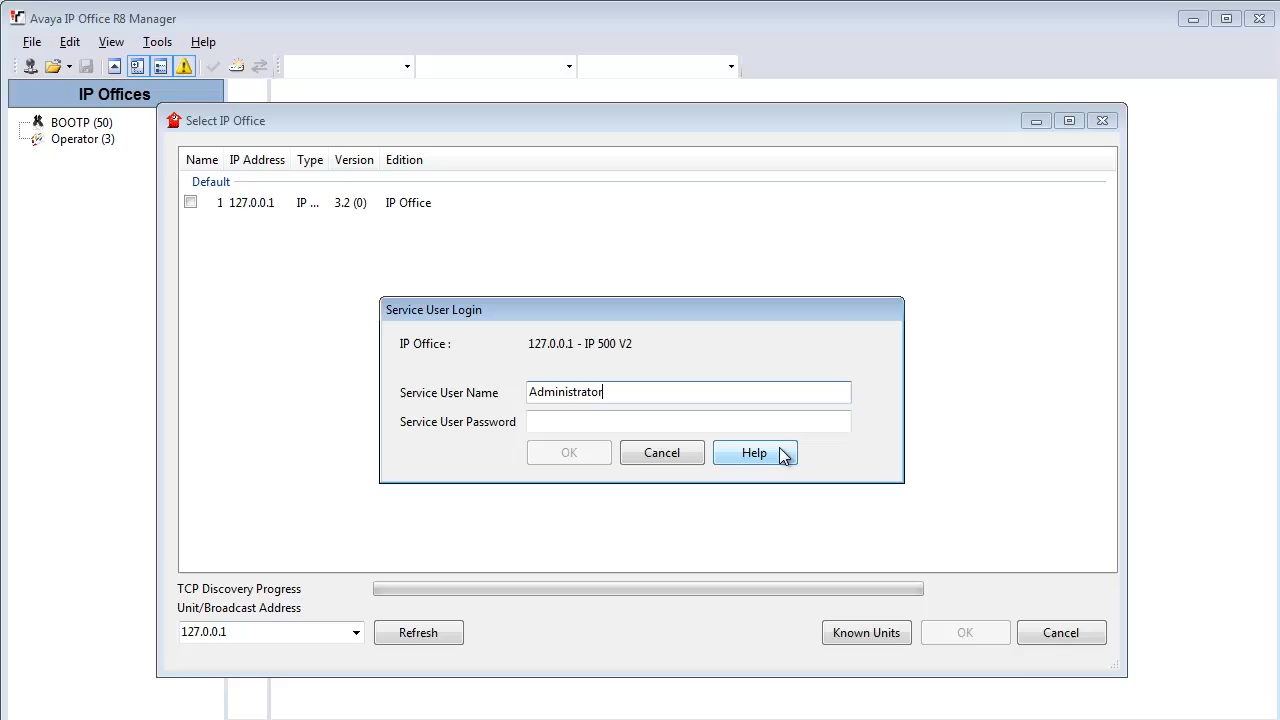 Avaya IP Office R8 Manager
File Edit View Tools Help
IP Offices
BOOTP (50)
Operator (3)
Select IP Office
Name IP Address Type Version Edition
Default
1 127.0.0.1 IP ... 3.2 (0) IP Office
Service User Login
IP Office : 127.0.0.1 - IP 500 V2
Service User Name Administrator
Service User Password
OK Cancel Help
TCP Discovery Progress
Unit/Broadcast Address
127.0.0.1 Refresh Known Units OK Cancel